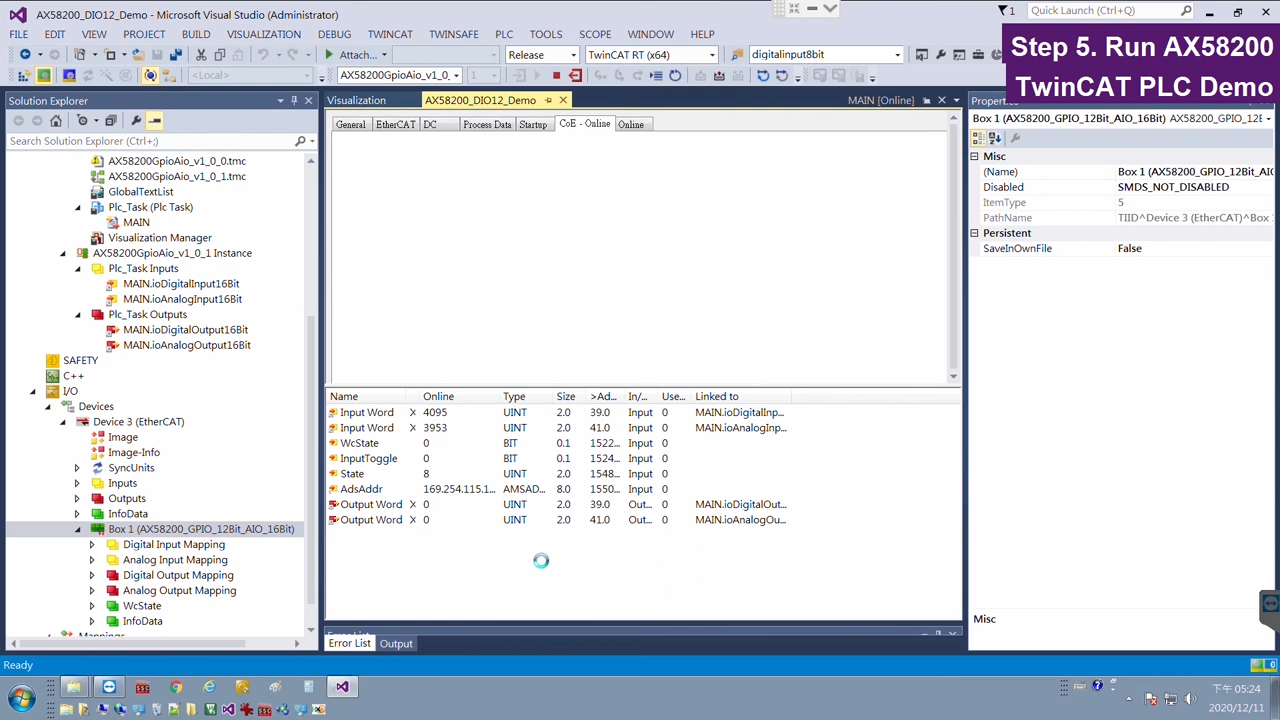 AX58200_DIO12_Demo - Microsoft Visual Studio (Administrator)
1
Quick Launch (Ctrl+Q)
FILE EDIT VIEW PROJECT BUILD VISUALIZATION DEBUG TWINCAT TWINSAFE PLC TOOLS SCOPE WINDOW HELP
Step 5. Run AX58200
TwinCAT PLC Demo
Attach... Release TwinCAT RT (x64) digitalinput8bit
<Local> AX58200GpioAio_v1_0_ 1
Solution Explorer
Visualization AX58200_DIO12_Demo MAIN [Online]
Properties
General EtherCAT DC Process Data Startup CoE - Online Online
Box 1 (AX58200_GPIO_12Bit_AIO_16Bit) AX58200_GPIO_12E
Search Solution Explorer (Ctrl+;)
AX58200GpioAio_v1_0_0.tmc
AX58200GpioAio_v1_0_1.tmc
GlobalTextList
Plc_Task (Plc Task)
MAIN
Visualization Manager
AX58200GpioAio_v1_0_1 Instance
Plc_Task Inputs
MAIN.ioDigitalInput16Bit
MAIN.ioAnalogInput16Bit
Plc_Task Outputs
MAIN.ioDigitalOutput16Bit
MAIN.ioAnalogOutput16Bit
SAFETY
C++
I/O
Devices
Device 3 (EtherCAT)
Image
Image-Info
SyncUnits
Inputs
Outputs
InfoData
Box 1 (AX58200_GPIO_12Bit_AIO_16Bit)
Digital Input Mapping
Analog Input Mapping
Digital Output Mapping
Analog Output Mapping
WcState
InfoData
Mappings
Name Online Type Size >Ad... In/... Use... Linked to
Input Word X 4095 UINT 2.0 39.0 Input 0 MAIN.ioDigitalInp...
Input Word X 3953 UINT 2.0 41.0 Input 0 MAIN.ioAnalogInp...
WcState 0 BIT 0.1 1522... Input 0
InputToggle 0 BIT 0.1 1524... Input 0
State 8 UINT 2.0 1548... Input 0
AdsAddr 169.254.115.1... AMSAD... 8.0 1550... Input 0
Output Word X 0 UINT 2.0 39.0 Out... 0 MAIN.ioDigitalOut...
Output Word X 0 UINT 2.0 41.0 Out... 0 MAIN.ioAnalogOu...
Misc
(Name) Box 1 (AX58200_GPIO_12Bit_AIO
Disabled SMDS_NOT_DISABLED
ItemType 5
PathName TIID^Device 3 (EtherCAT)^Box
Persistent
SaveInOwnFile False
Misc
Error List
Error List Output
Ready
0
下午 05:24
2020/12/11